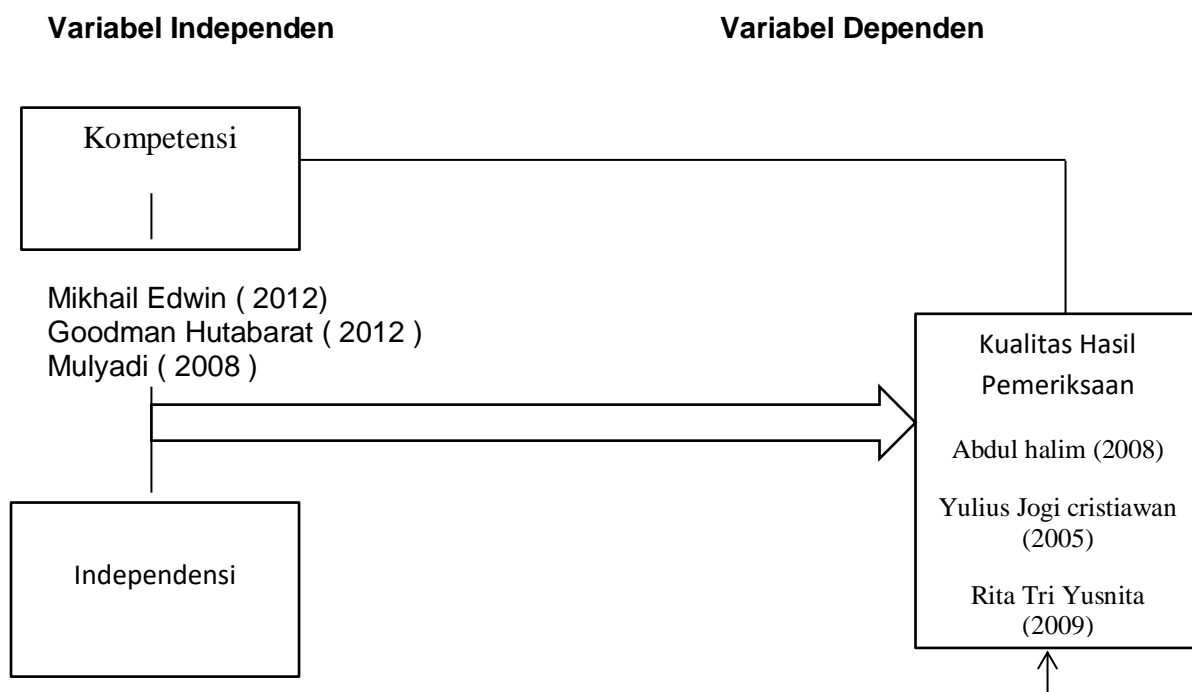 Variabel Independen
Variabel Dependen
Kompetensi
Mikhail Edwin ( 2012)
Goodman Hutabarat ( 2012 )
Mulyadi ( 2008 )
Kualitas Hasil
Pemeriksaan
Abdul halim (2008)
Yulius Jogi cristiawan
(2005)
Rita Tri Yusnita
(2009)
Independensi